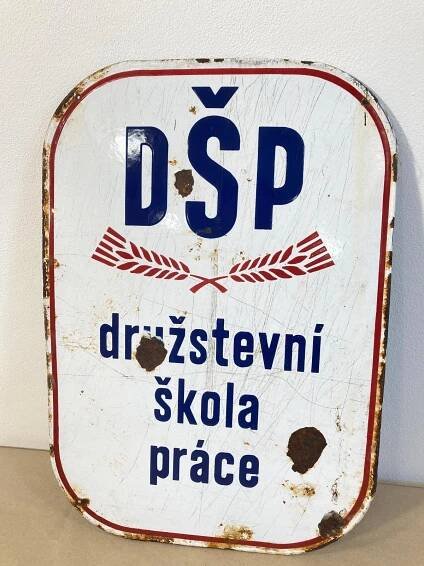 DŠP
družstevní
škola
práce